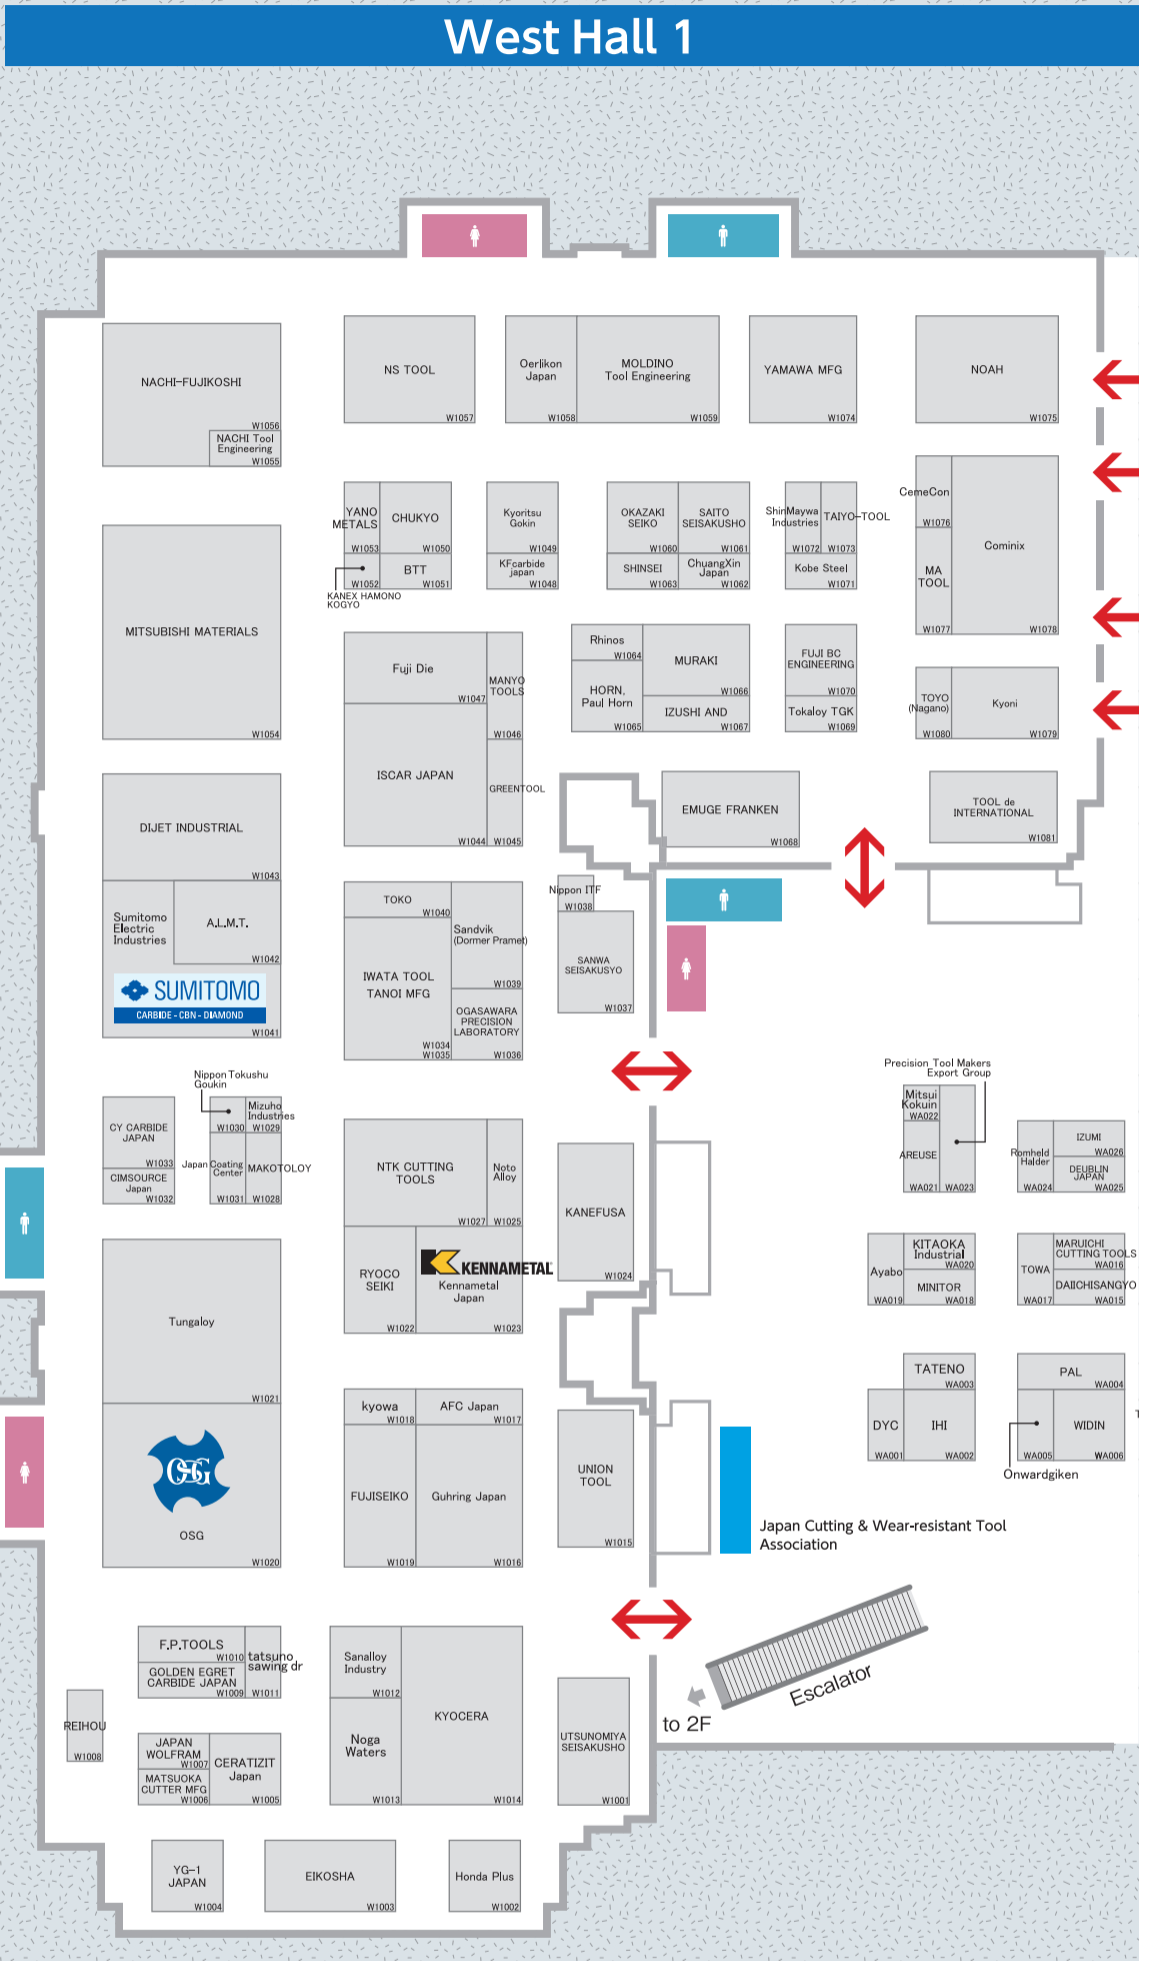 West Hall 1
NACHI-FUJIKOSHI
W1056
NACHI Tool
Engineering
W1055
NS TOOL
W1057
Oerlikon
Japan
W1058
MOLDINO
Tool Engineering
W1059
YAMAWA MFG
W1074
NOAH
W1075
YANO
METALS
W1053
CHUKYO
W1050
W1052
BTT
W1051
KANEX HAMONO
KOGYO
Kyoritsu
Gokin
W1049
KFcarbide
japan
W1048
OKAZAKI
SEIKO
W1060
SAITO
SEISAKUSHO
W1061
SHINSEI
W1063
ChuangXin
Japan
W1062
ShinMaywa
Industries
W1072
TAIYO-TOOL
W1073
Kobe Steel
W1071
CemeCon
W1076
MA
TOOL
W1077
Cominix
W1078
MITSUBISHI MATERIALS
W1054
Fuji Die
W1047
MANYO
TOOLS
W1046
ISCAR JAPAN
W1044
GREENTOOL
W1045
Rhinos
W1064
HORN,
Paul Horn
W1065
MURAKI
W1066
IZUSHI AND
W1067
FUJI BC
ENGINEERING
W1070
Tokaloy TGK
W1069
TOYO
(Nagano)
W1080
Kyoni
W1079
EMUGE FRANKEN
W1068
TOOL de
INTERNATIONAL
W1081
DIJET INDUSTRIAL
W1043
Sumitomo
Electric
Industries
A.L.M.T.
W1042
SUMITOMO
CARBIDE - CBN - DIAMOND
W1041
TOKO
W1040
IWATA TOOL
TANOI MFG
W1034
W1035
Sandvik
(Dormer Pramet)
W1039
OGASAWARA
PRECISION
LABORATORY
W1036
Nippon ITF
W1038
SANWA
SEISAKUSYO
W1037
Nippon Tokushu
Goukin
CY CARBIDE
JAPAN
W1033
CIMSOURCE
Japan
W1032
W1030
Mizuho
Industries
W1029
Japan Coating
Center
W1031
MAKOTOLOY
W1028
NTK CUTTING
TOOLS
W1027
Noto
Alloy
W1025
KANEFUSA
W1024
RYOCO
SEIKI
W1022
KENNAMETAL
Kennametal
Japan
W1023
Precision Tool Makers
Export Group
Mitsui
Kokuin
WA022
AREUSE
WA021
WA023
Romheld
Halder
WA024
IZUMI
WA026
DEUBLIN
JAPAN
WA025
Ayabo
WA019
KITAOKA
Industrial
WA020
MINITOR
WA018
TOWA
WA017
MARUICHI
CUTTING TOOLS
WA016
DAIICHISANGYO
WA015
Tungaloy
W1021
OSG
OSG
W1020
kyowa
W1018
AFC Japan
W1017
FUJISEIKO
W1019
Guhring Japan
W1016
UNION
TOOL
W1015
TATENO
WA003
DYC
WA001
IHI
WA002
PAL
WA004
WA005
WIDIN
WA006
Onwardgiken
Japan Cutting & Wear-resistant Tool
Association
Escalator
to 2F
F.P.TOOLS
W1010
GOLDEN EGRET
CARBIDE JAPAN
W1009
tatsuno
sawing dr
W1011
REIHOU
W1008
JAPAN
WOLFRAM
W1007
MATSUOKA
CUTTER MFG
W1006
CERATIZIT
Japan
W1005
Sanalloy
Industry
W1012
Noga
Waters
W1013
KYOCERA
W1014
UTSUNOMIYA
SEISAKUSHO
W1001
YG-1
JAPAN
W1004
EIKOSHA
W1003
Honda Plus
W1002